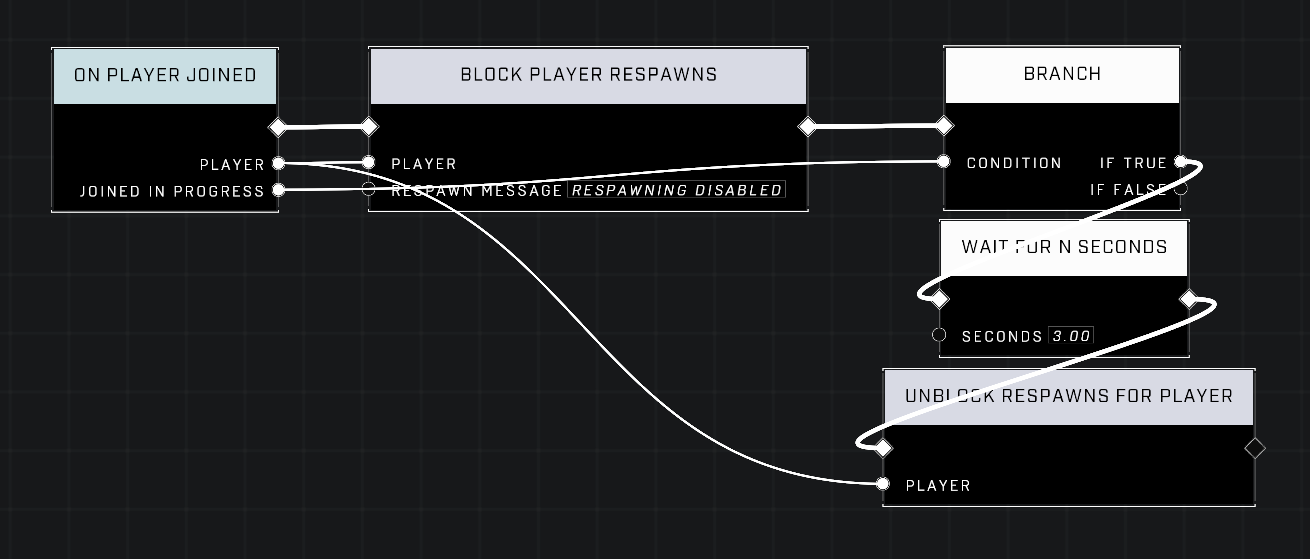 ON PLAYER JOINED
PLAYER
JOINED IN PROGRESS
BLOCK PLAYER RESPAWNS
PLAYER
RESPAWN MESSAGE RESPAWNING DISABLED
BRANCH
CONDITION IF TRUE
IF FALSE
WAIT FOR N SECONDS
SECONDS 3.00
UNBLOCK RESPAWNS FOR PLAYER
PLAYER